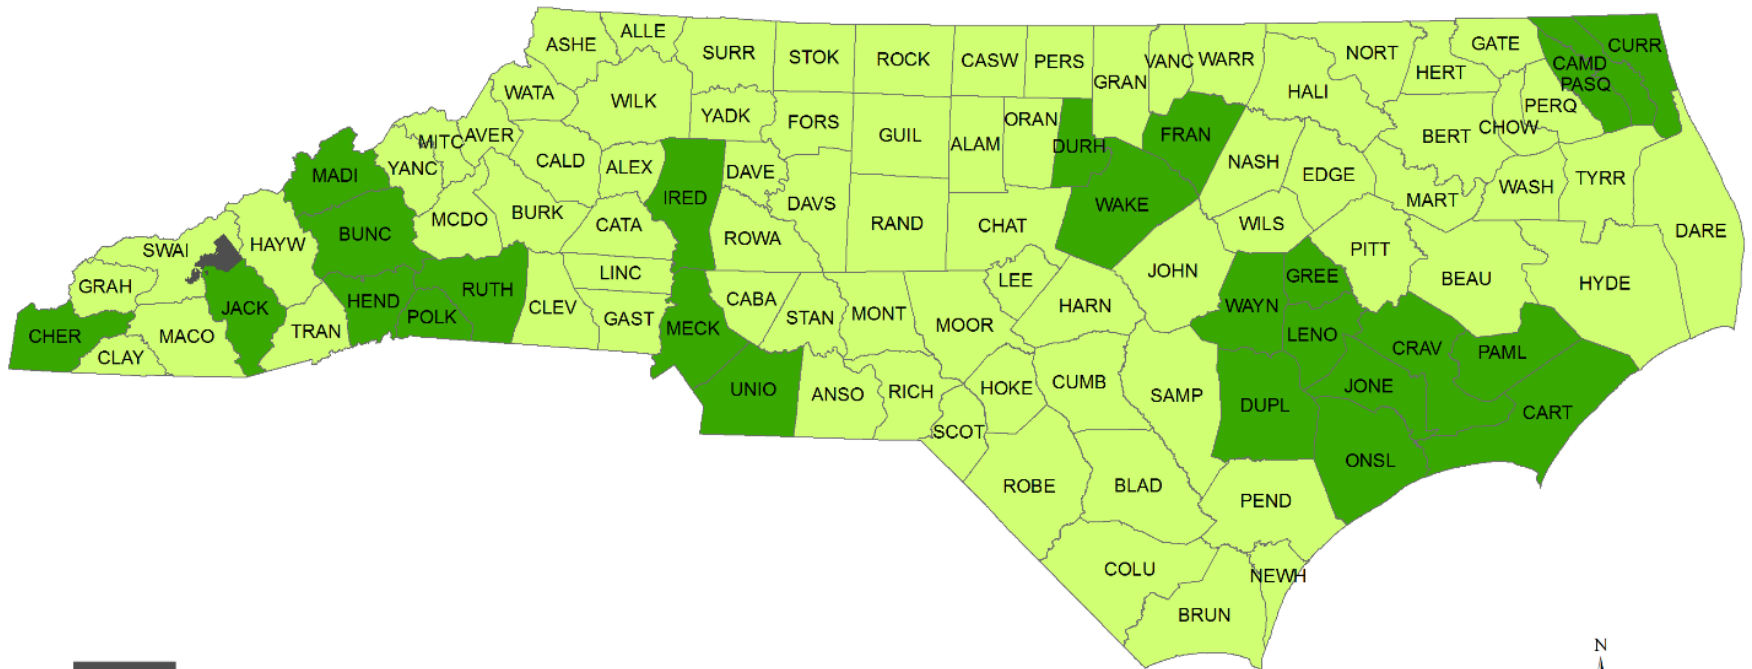 ASHE
ALLE
SURR
STOK
ROCK
CASW
PERS
GRAN
VANC
WARR
NORT
GATE
HERT
CAMD
CURR
PASQ
WATA
WILK
YADK
FORS
GUIL
ALAM
ORAN
DURH
FRAN
HALI
BERT
CHOW
PERQ
MITC
AVER
YANC
CALD
ALEX
IRED
DAVE
DAVS
NASH
EDGE
MART
WASH
TYRR
DARE
MADI
BUNC
MCDO
BURK
CATA
ROWA
RAND
CHAT
WAKE
WILS
PITT
BEAU
HYDE
SWAI
HAYW
GRAH
JACK
HEND
POLK
RUTH
CLEV
LINC
GAST
MECK
CABA
STAN
MONT
MOOR
LEE
HARN
JOHN
WAYN
GREE
LENO
CRAV
PAML
CHER
CLAY
MACO
TRAN
UNIO
ANSO
RICH
SCOT
HOKE
CUMB
SAMP
DUPL
JONE
CART
ONSL
ROBE
BLAD
PEND
COLU
BRUN
NEWH
N